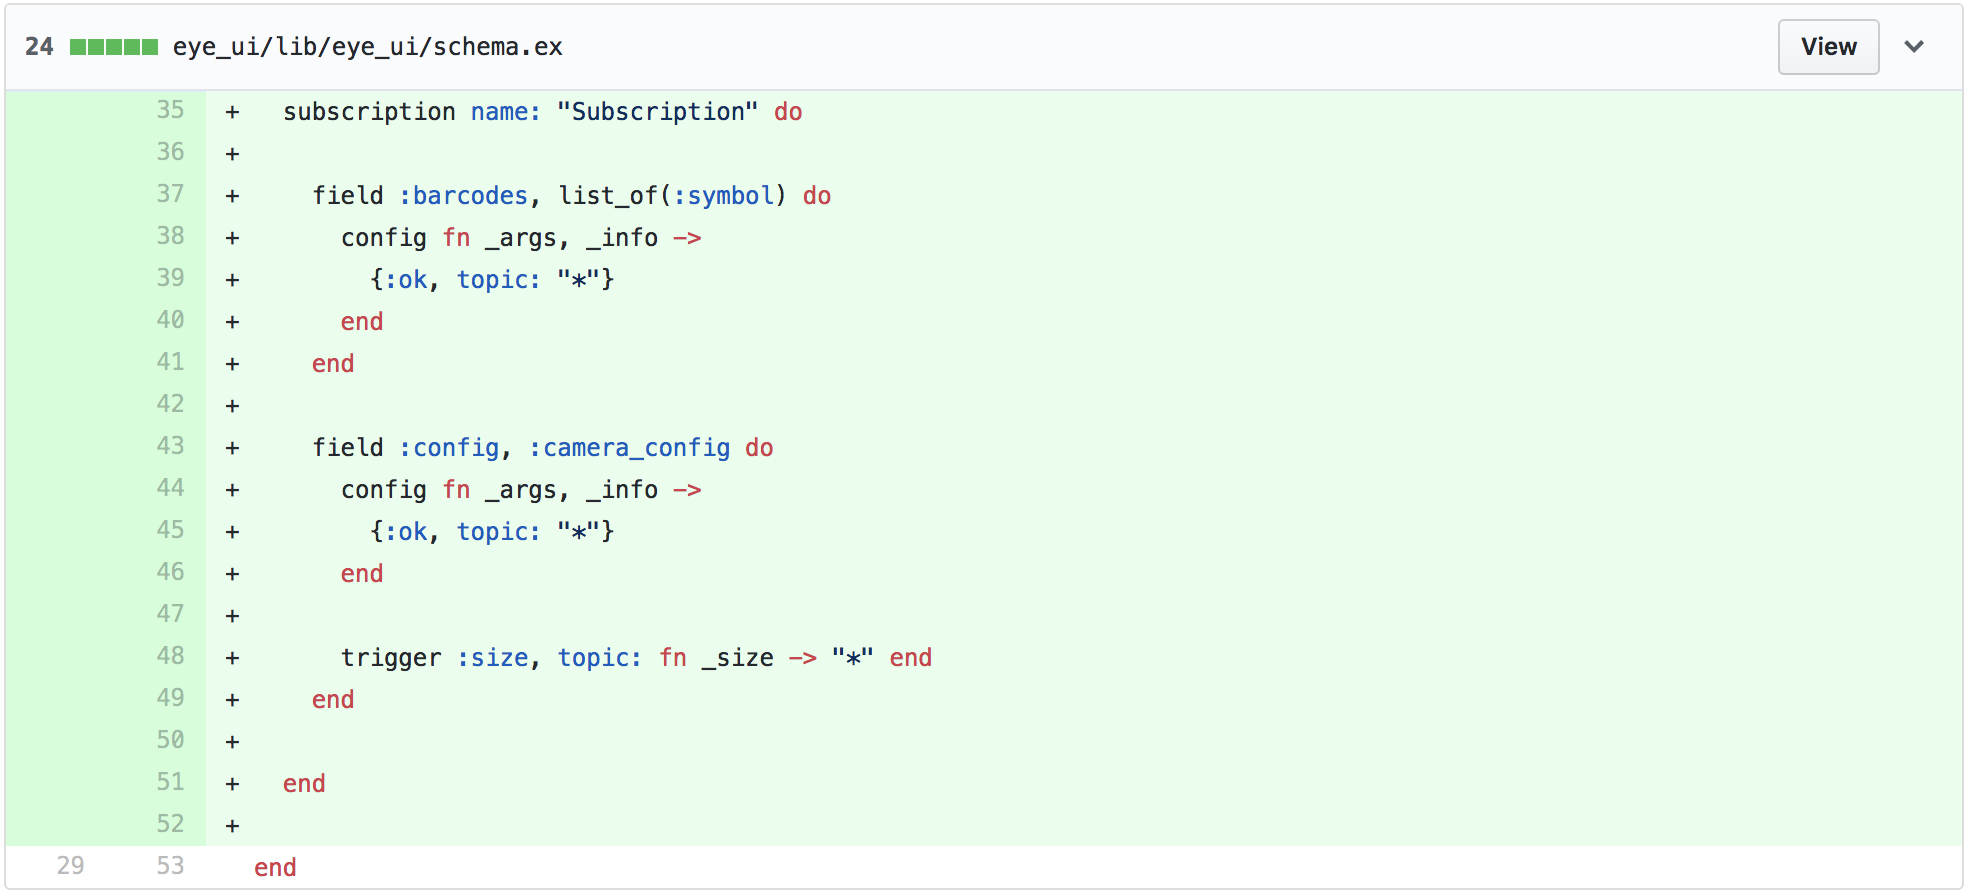 24 eye_ui/lib/eye_ui/schema.ex View
35 +   subscription name: "Subscription" do
36 +
37 +     field :barcodes, list_of(:symbol) do
38 +       config fn _args, _info ->
39 +         {:ok, topic: "*"}
40 +       end
41 +     end
42 +
43 +     field :config, :camera_config do
44 +       config fn _args, _info ->
45 +         {:ok, topic: "*"}
46 +       end
47 +
48 +       trigger :size, topic: fn _size -> "*" end
49 +     end
50 +
51 +   end
52 +
29 53   end